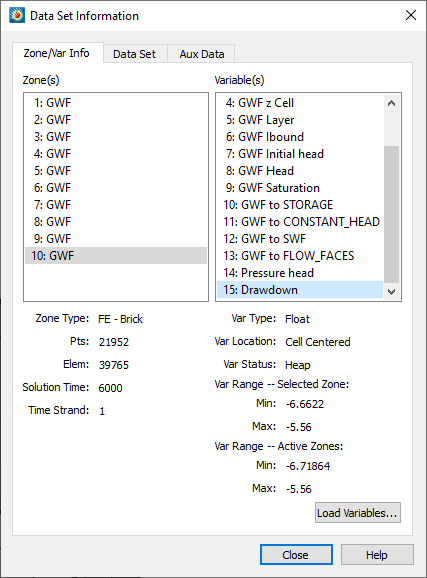 Data Set Information
Zone/Var Info
Data Set
Aux Data
Zone(s)
1: GWF
2: GWF
3: GWF
4: GWF
5: GWF
6: GWF
7: GWF
8: GWF
9: GWF
10: GWF
Variable(s)
4: GWF z Cell
5: GWF Layer
6: GWF Ibound
7: GWF Initial head
8: GWF Head
9: GWF Saturation
10: GWF to STORAGE
11: GWF to CONSTANT_HEAD
12: GWF to SWF
13: GWF to FLOW_FACES
14: Pressure head
15: Drawdown
Zone Type: FE - Brick
Pts: 21952
Elem: 39765
Solution Time: 6000
Time Strand: 1
Var Type: Float
Var Location: Cell Centered
Var Status: Heap
Var Range -- Selected Zone:
Min: -6.6622
Max: -5.56
Var Range -- Active Zones:
Min: -6.71864
Max: -5.56
Load Variables...
Close
Help